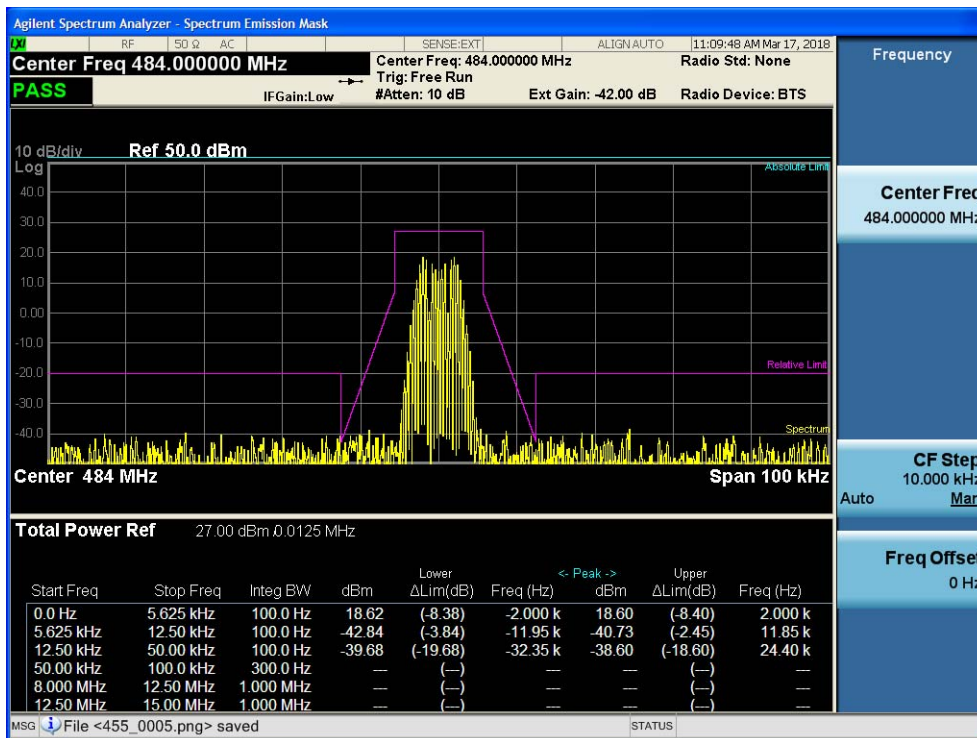 Agilent Spectrum Analyzer - Spectrum Emission Mask
LXI RF 50 Ω AC SENSE:EXT ALIGN AUTO 11:09:48 AM Mar 17, 2018
Center Freq 484.000000 MHz Center Freq: 484.000000 MHz Radio Std: None
Trig: Free Run
PASS IFGain:Low #Atten: 10 dB Ext Gain: -42.00 dB Radio Device: BTS
10 dB/div Ref 50.0 dBm
Log
Absolute Limit
40.0
30.0
20.0
10.0
0.00
-10.0
-20.0
Relative Limit
-30.0
-40.0
Spectrum
Center 484 MHz Span 100 kHz
Total Power Ref 27.00 dBm / 0.0125 MHz
Lower <- Peak -> Upper
Start Freq Stop Freq Integ BW dBm ΔLim(dB) Freq (Hz) dBm ΔLim(dB) Freq (Hz)
0.0 Hz 5.625 kHz 100.0 Hz 18.62 (-8.38) -2.000 k 18.60 (-8.40) 2.000 k
5.625 kHz 12.50 kHz 100.0 Hz -42.84 (-3.84) -11.95 k -40.73 (-2.45) 11.85 k
12.50 kHz 50.00 kHz 100.0 Hz -39.68 (-19.68) -32.35 k -38.60 (-18.60) 24.40 k
50.00 kHz 100.0 kHz 300.0 Hz --- (---) --- (---)
8.000 MHz 12.50 MHz 1.000 MHz --- (---) --- (---)
12.50 MHz 15.00 MHz 1.000 MHz --- (---) --- (---)
MSG File <455_0005.png> saved STATUS
Frequency
Center Freq
484.000000 MHz
CF Step
10.000 kHz
Auto Man
Freq Offset
0 Hz